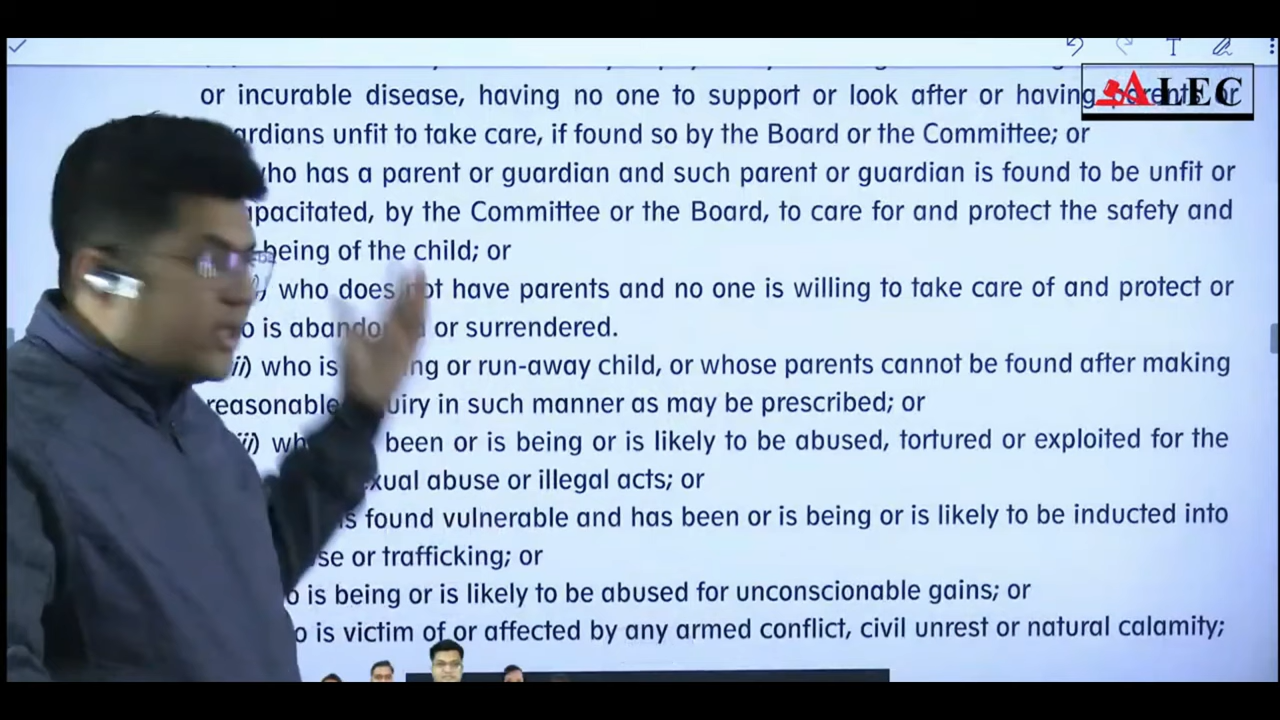 ALEC
or incurable disease, having no one to support or look after or having parents or
ardians unfit to take care, if found so by the Board or the Committee; or
who has a parent or guardian and such parent or guardian is found to be unfit or
apacitated, by the Committee or the Board, to care for and protect the safety and
being of the child; or
who does not have parents and no one is willing to take care of and protect or
o is abando or surrendered.
ii) who is ng or run-away child, or whose parents cannot be found after making
reasonable uiry in such manner as may be prescribed; or
ii) wh been or is being or is likely to be abused, tortured or exploited for the
xual abuse or illegal acts; or
is found vulnerable and has been or is being or is likely to be inducted into
se or trafficking; or
o is being or is likely to be abused for unconscionable gains; or
o is victim of or affected by any armed conflict, civil unrest or natural calamity;